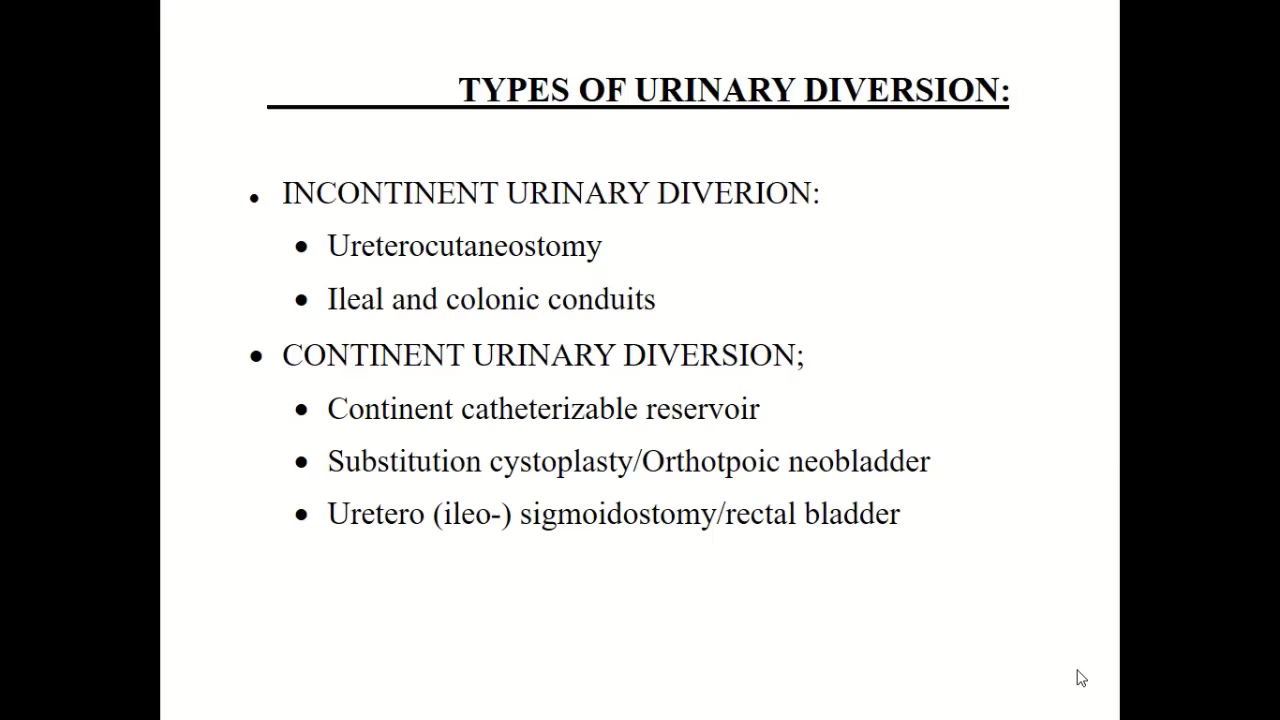 TYPES OF URINARY DIVERSION:
• INCONTINENT URINARY DIVERION:
• Ureterocutaneostomy
• Ileal and colonic conduits
• CONTINENT URINARY DIVERSION;
• Continent catheterizable reservoir
• Substitution cystoplasty/Orthotpoic neobladder
• Uretero (ileo-) sigmoidostomy/rectal bladder